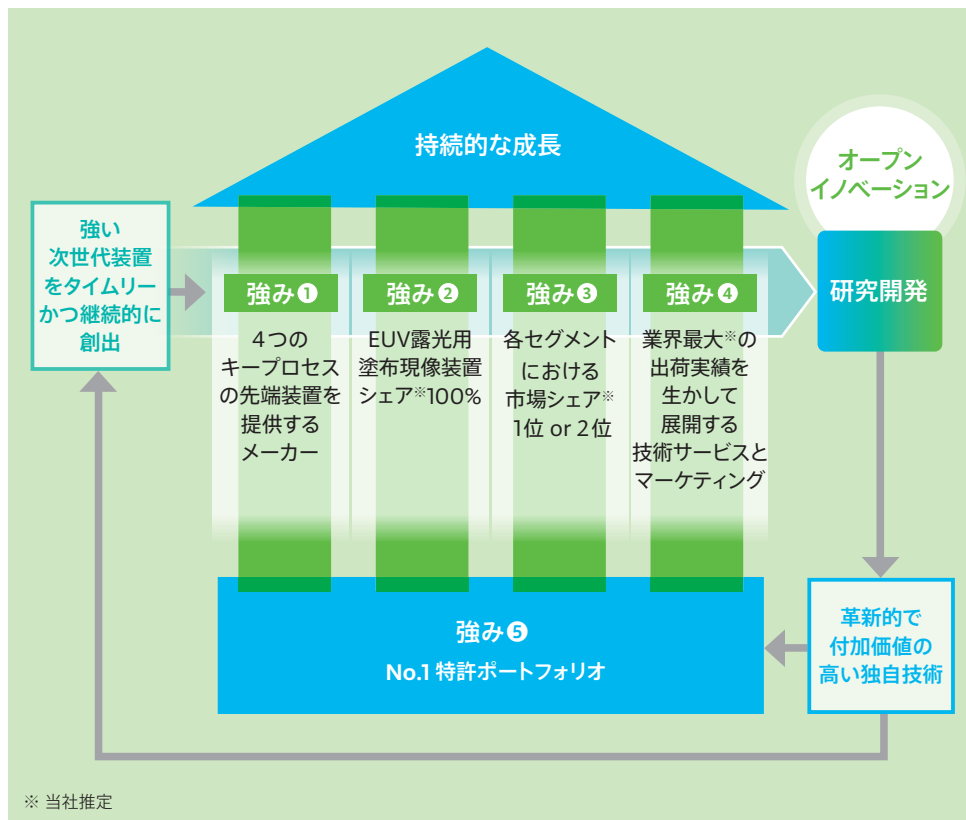 持続的な成長
オープン
イノベーション
強い
次世代装置
をタイムリー
かつ継続的に
創出
強み❶
4つの
キープロセス
の先端装置を
提供する
メーカー
強み❷
EUV露光用
塗布現像装置
シェア※100%
強み❸
各セグメント
における
市場シェア※
1位 or 2位
強み❹
業界最大※の
出荷実績を
生かして
展開する
技術サービスと
マーケティング
研究開発
強み❺
No.1 特許ポートフォリオ
革新的で
付加価値の
高い独自技術
※ 当社推定